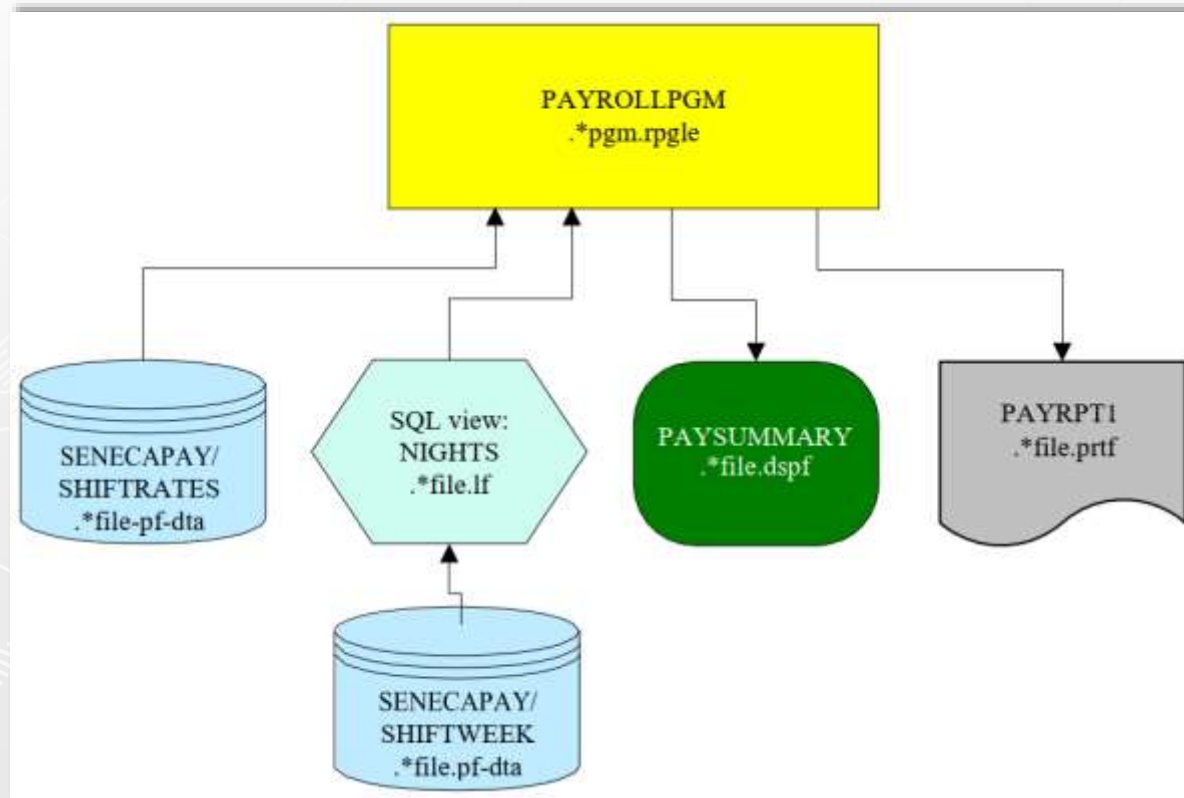 PAYROLLPGM
.*pgm.rpgle
SENECAPAY/
SHIFTRATES
.*file-pf-dta
SQL view:
NIGHTS
.*file.lf
PAYSUMMARY
.*file.dspf
PAYRPT1
.*file.prtf
SENECAPAY/
SHIFTWEEK
.*file.pf-dta